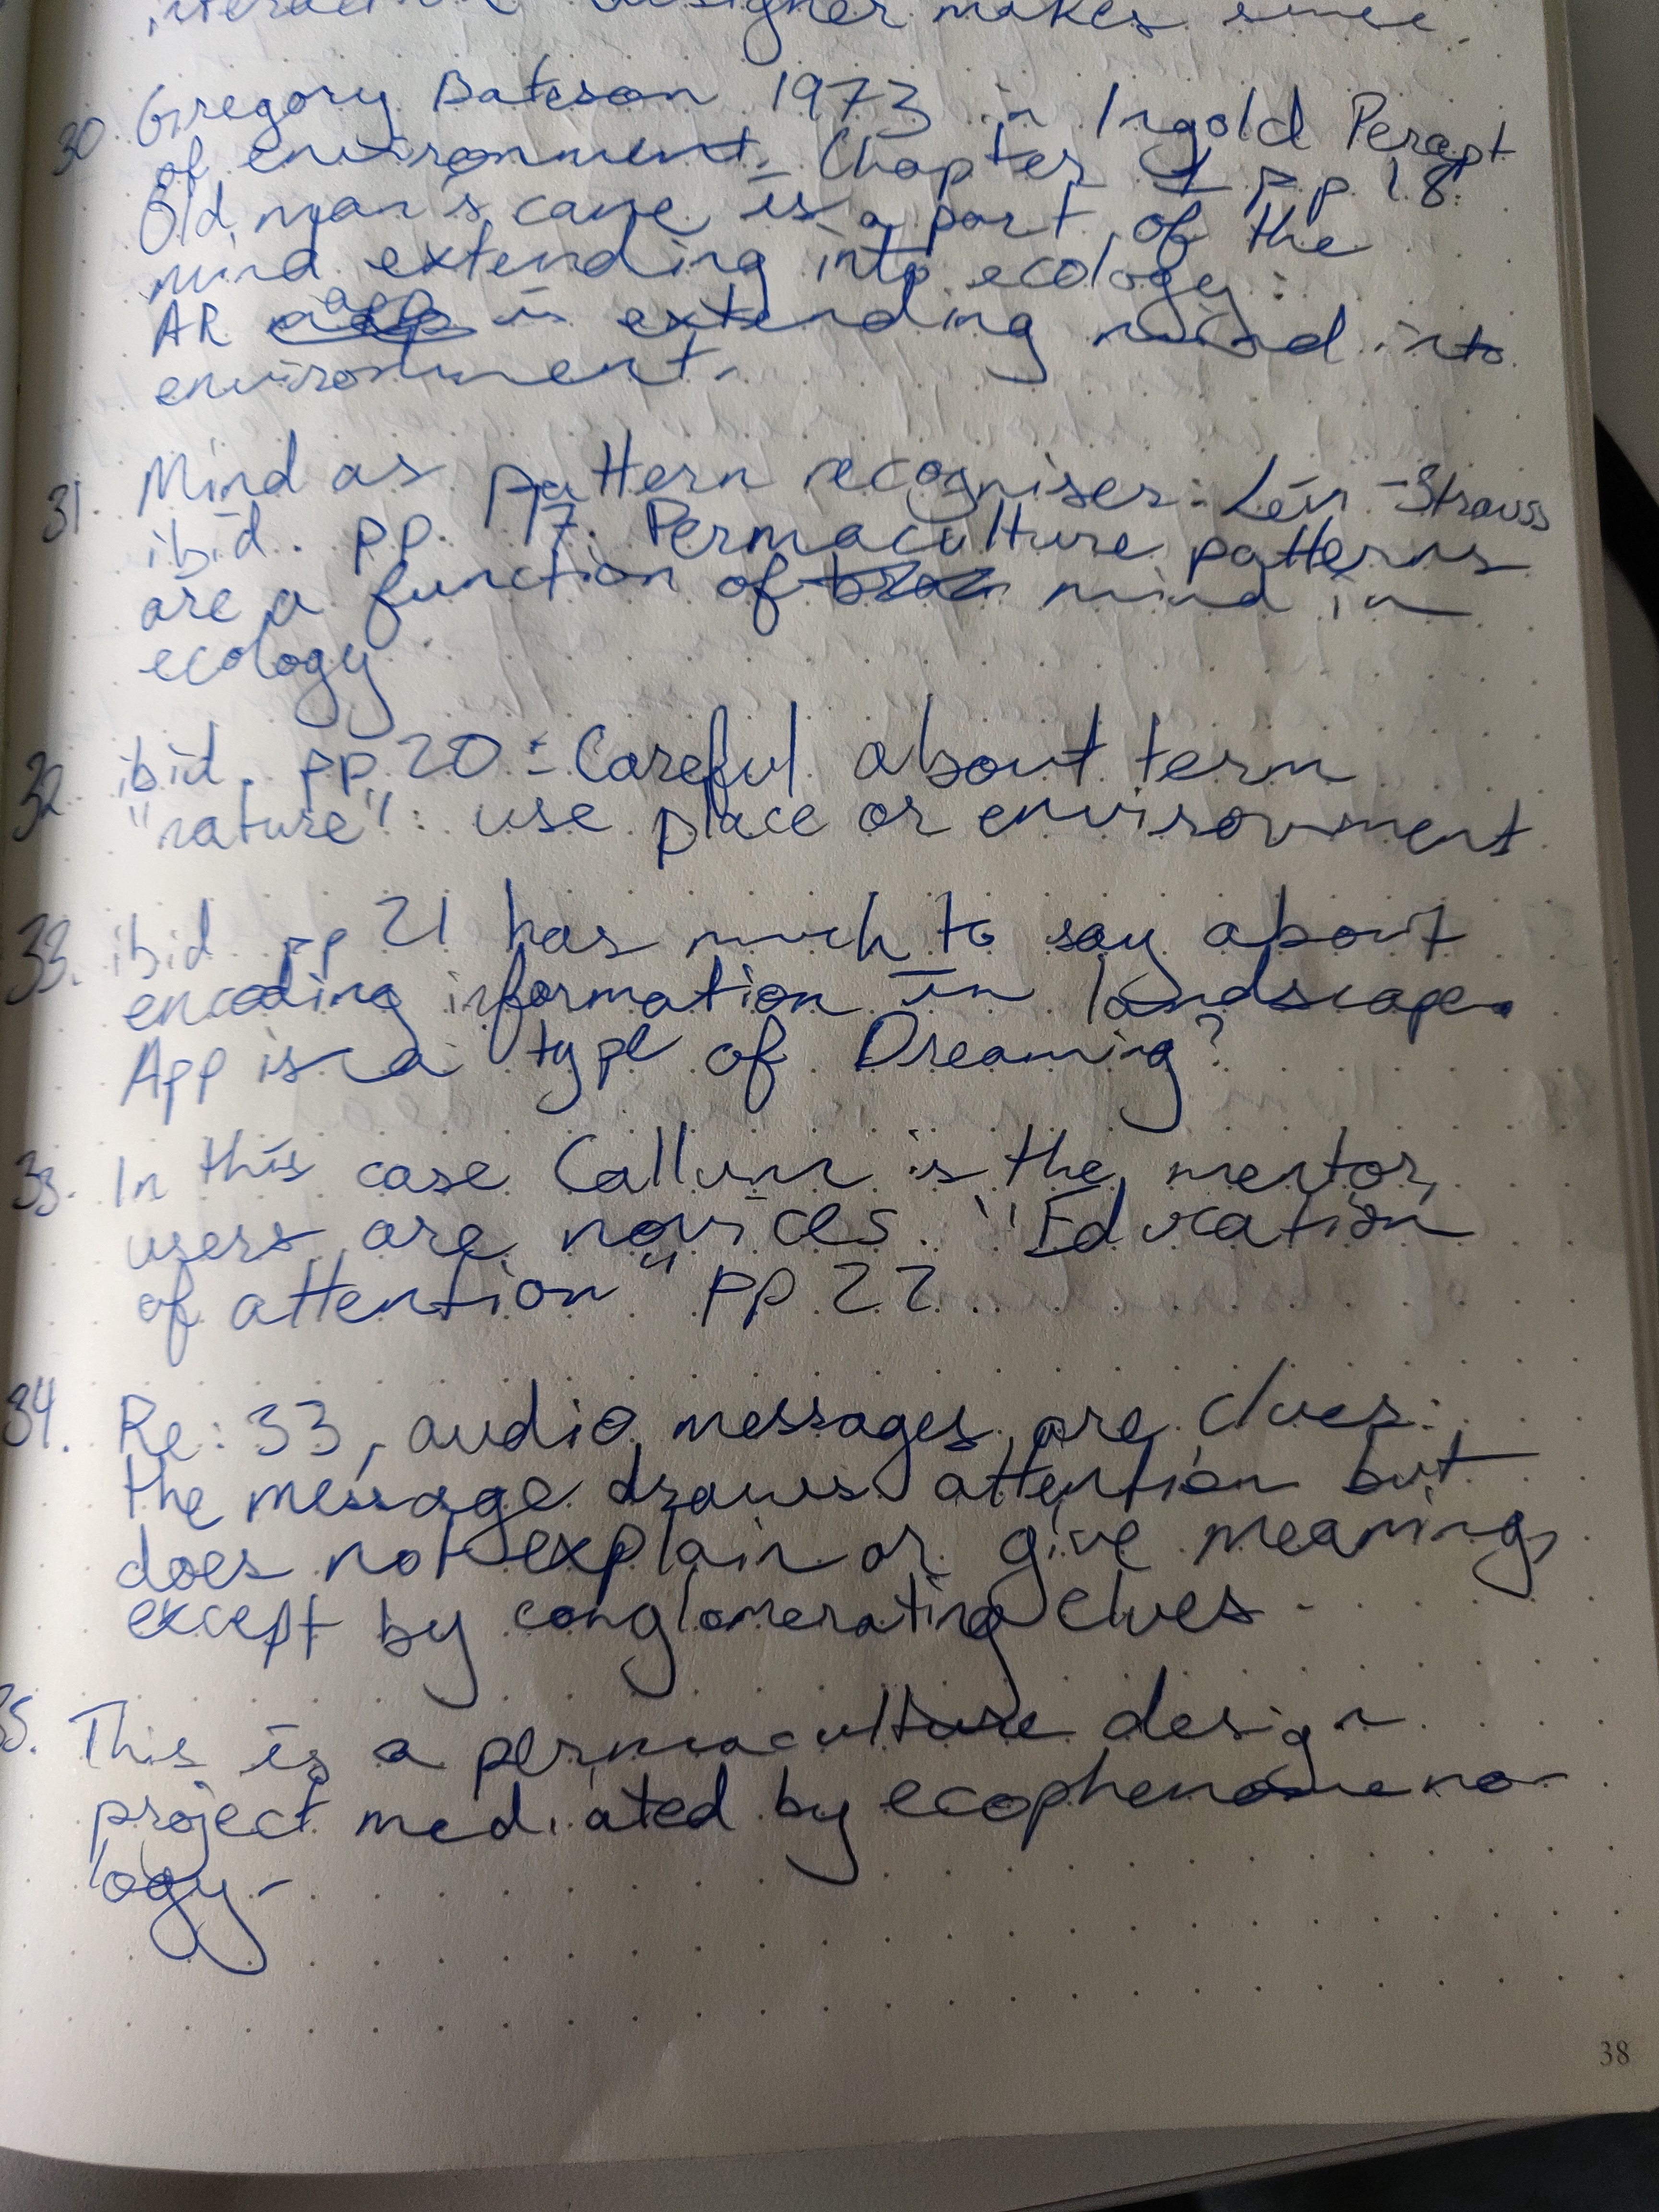 interaction designer makes since.
30. Gregory Bateson 1973 in Ingold Percept
of environment. Chapter 1 pp 18.
Old man's cane is a part of the
mind extending into ecology:
AR app is extending mind into
environment.
31. Mind as pattern recogniser: Lévi-Strauss
ibid. pp. 17. Permaculture patterns
are a function of mind in
ecology
32. ibid. pp 20: Careful about term
"nature": use place or environment
33. ibid. pp 21 has much to say about
encoding information in landscape.
App is a type of Dreaming?
33. In this case Callum is the mentor,
users are novices. "Education
of attention" pp 22
34. Re: 33, audio messages are clues:
the message draws attention but
does not explain or give meaning,
except by conglomerating clues.
35. This is a permaculture design
project mediated by ecophenomeno-
logy.
38